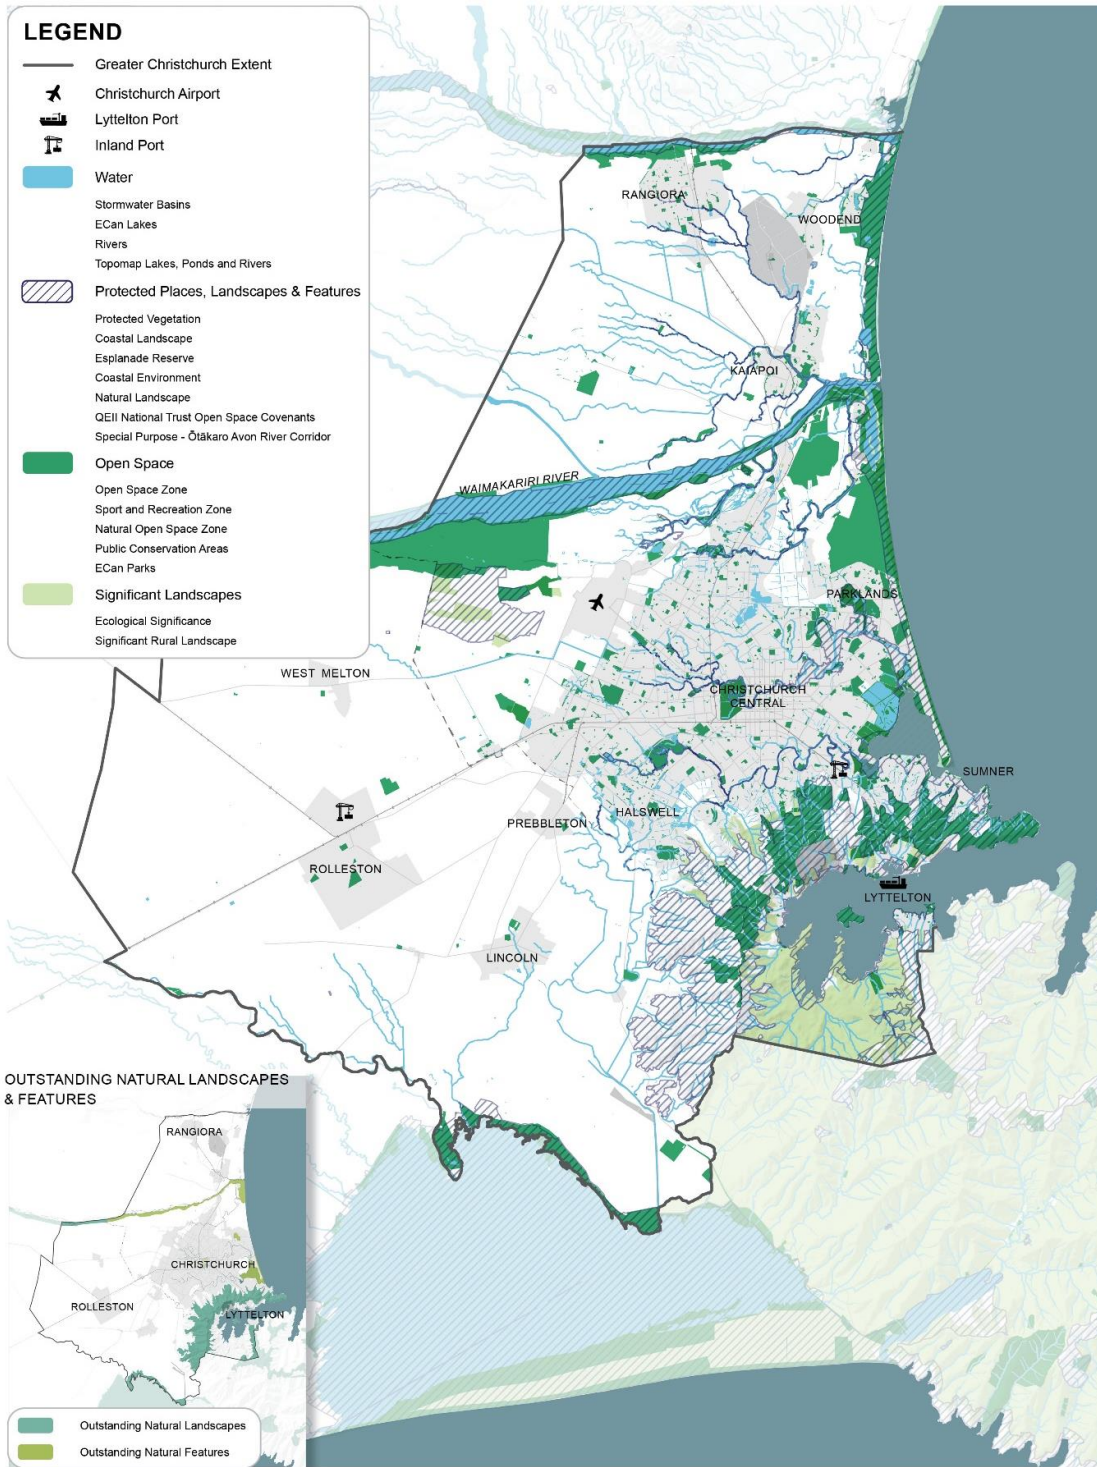 LEGEND
Greater Christchurch Extent
Christchurch Airport
Lyttelton Port
Inland Port
Water
Stormwater Basins
ECan Lakes
Rivers
Topomap Lakes, Ponds and Rivers
Protected Places, Landscapes & Features
Protected Vegetation
Coastal Landscape
Esplanade Reserve
Coastal Environment
Natural Landscape
QEII National Trust Open Space Covenants
Special Purpose - Ōtākaro Avon River Corridor
Open Space
Open Space Zone
Sport and Recreation Zone
Natural Open Space Zone
Public Conservation Areas
ECan Parks
Significant Landscapes
Ecological Significance
Significant Rural Landscape
RANGIORA
WOODEND
KAIAPOI
WAIMAKARIRI RIVER
PARKLANDS
WEST MELTON
CHRISTCHURCH
CENTRAL
SUMNER
PREBBLETON
HALSWELL
ROLLESTON
LYTTELTON
LINCOLN
OUTSTANDING NATURAL LANDSCAPES
& FEATURES
RANGIORA
CHRISTCHURCH
ROLLESTON
LYTTELTON
Outstanding Natural Landscapes
Outstanding Natural Features